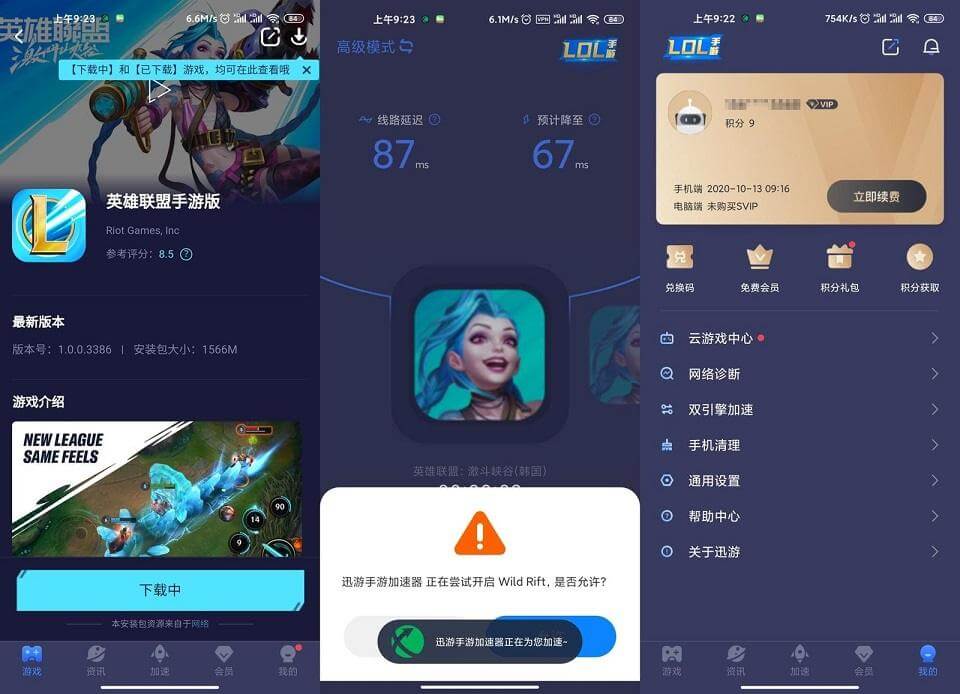 上午9:23
6.6M/s
84
英雄聯盟
激鬥峽谷
【下载中】和【已下载】游戏，均可在此查看哦 ✕
英雄联盟手游版
Riot Games, Inc
参考评分：8.5 ?
最新版本
版本号：1.0.0.3386 | 安装包大小：1566M
游戏介绍
NEW LEAGUE
SAME FEELS
90
14
9
下载中
本安装包资源来自于网络
游戏 资讯 加速 会员 我的
上午9:23
6.1M/s
VPN
84
高级模式
LOL手游
线路延迟 ? 预计降至 ?
87ms 67ms
英雄联盟: 激斗峡谷(韩国)
迅游手游加速器 正在尝试开启 Wild Rift，是否允许？
迅游手游加速器正在为您加速~
上午9:22
754K/s
84
LOL手游
VIP
积分 9
手机端 2020-10-13 09:16
电脑端 未购买SVIP
立即续费
兑
兑换码 免费会员 积分礼包 积分获取
云游戏中心
网络诊断
双引擎加速
手机清理
通用设置
帮助中心
关于迅游
游戏 资讯 加速 会员 我的